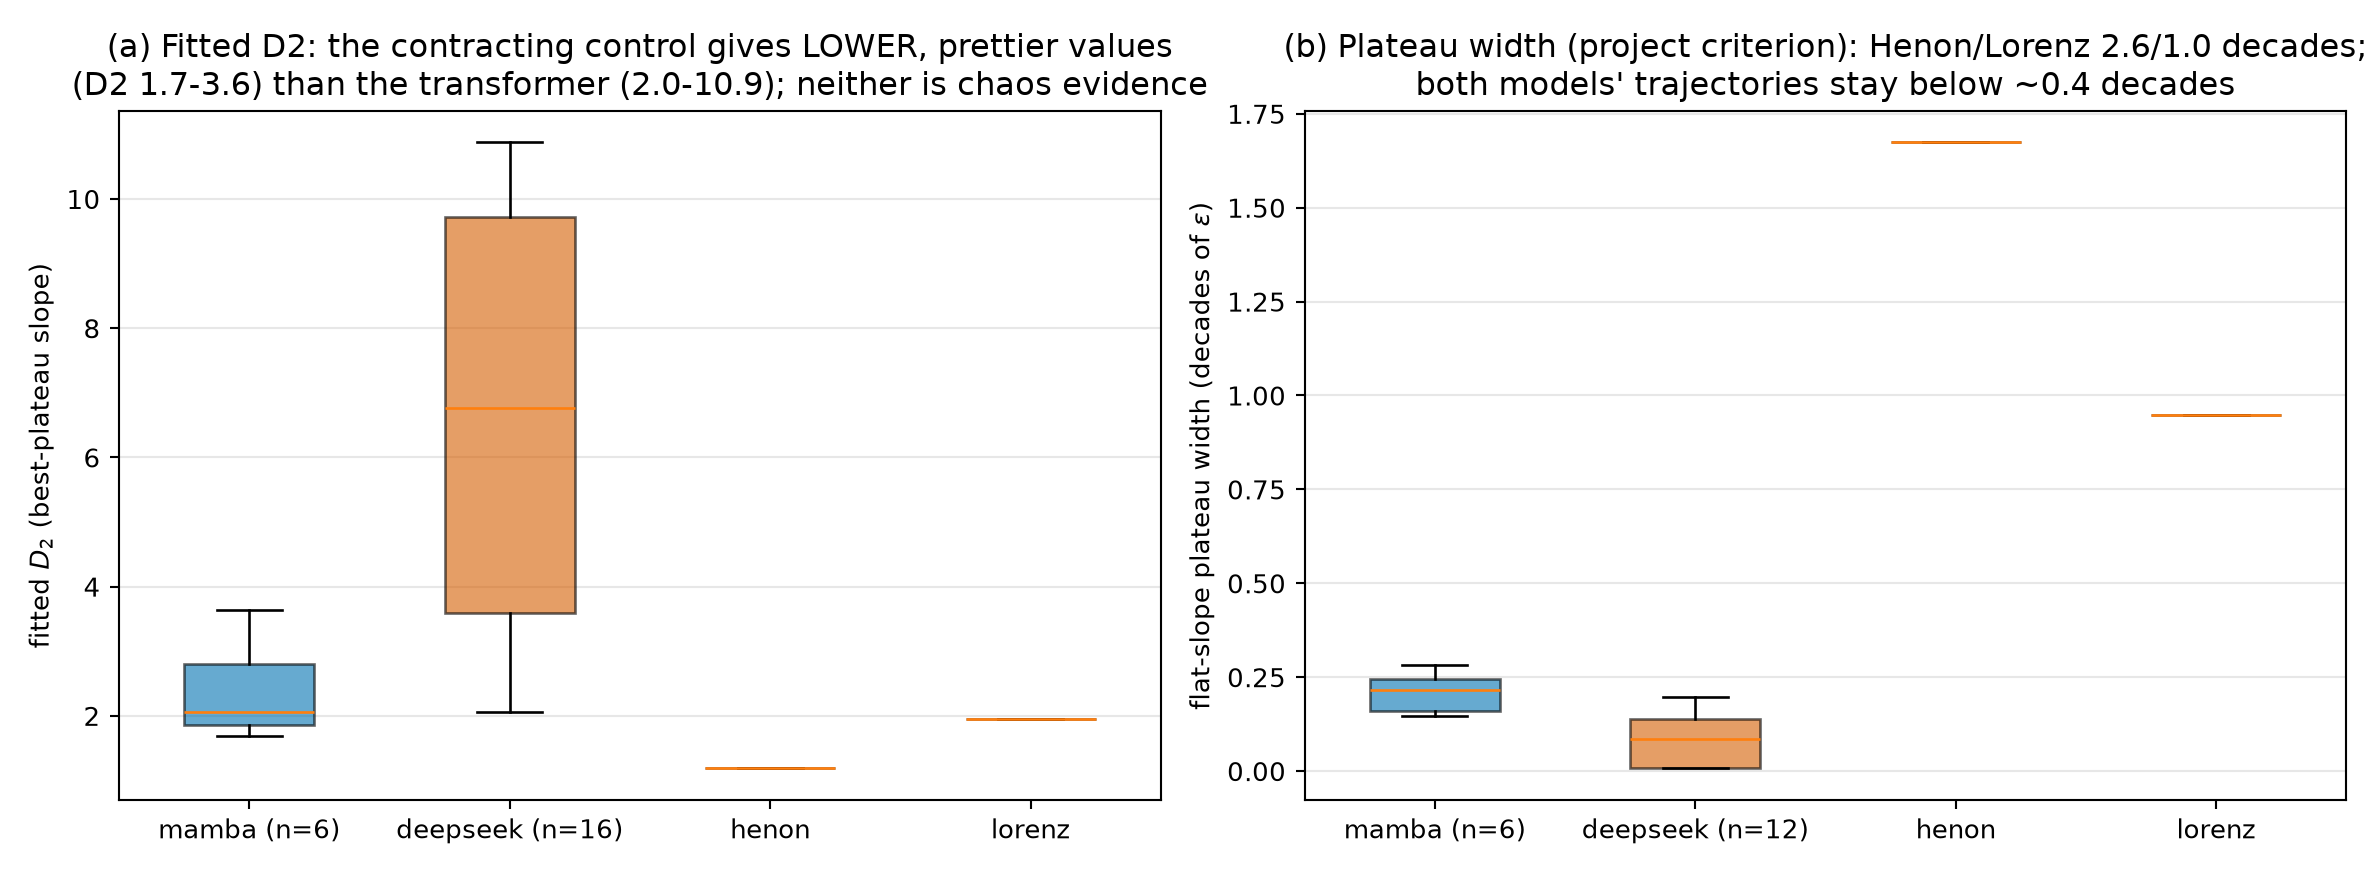 (a) Fitted D2: the contracting control gives LOWER, prettier values
(D2 1.7-3.6) than the transformer (2.0-10.9); neither is chaos evidence
fitted D₂ (best-plateau slope)
10
8
6
4
2
mamba (n=6)
deepseek (n=16)
henon
lorenz
(b) Plateau width (project criterion): Henon/Lorenz 2.6/1.0 decades;
both models' trajectories stay below ~0.4 decades
flat-slope plateau width (decades of ε)
1.75
1.50
1.25
1.00
0.75
0.50
0.25
0.00
mamba (n=6)
deepseek (n=12)
henon
lorenz